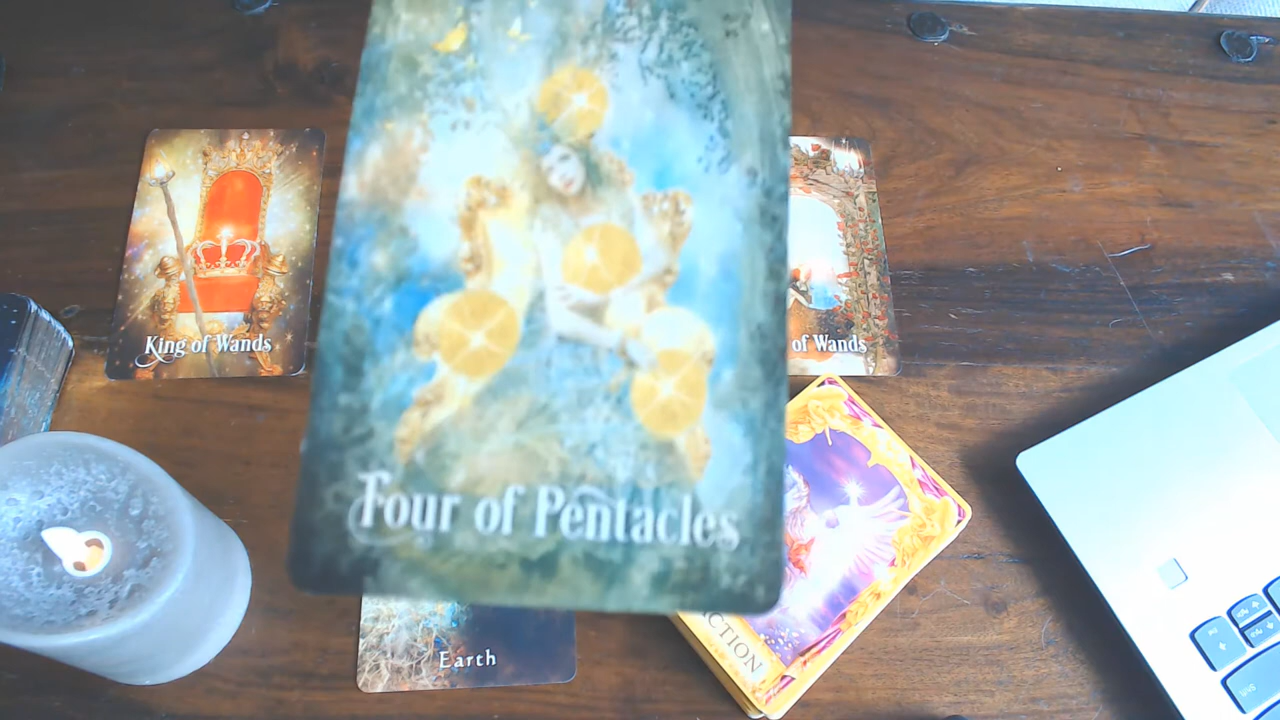 King of Wands
of Wands
Four of Pentacles
Earth
CTION